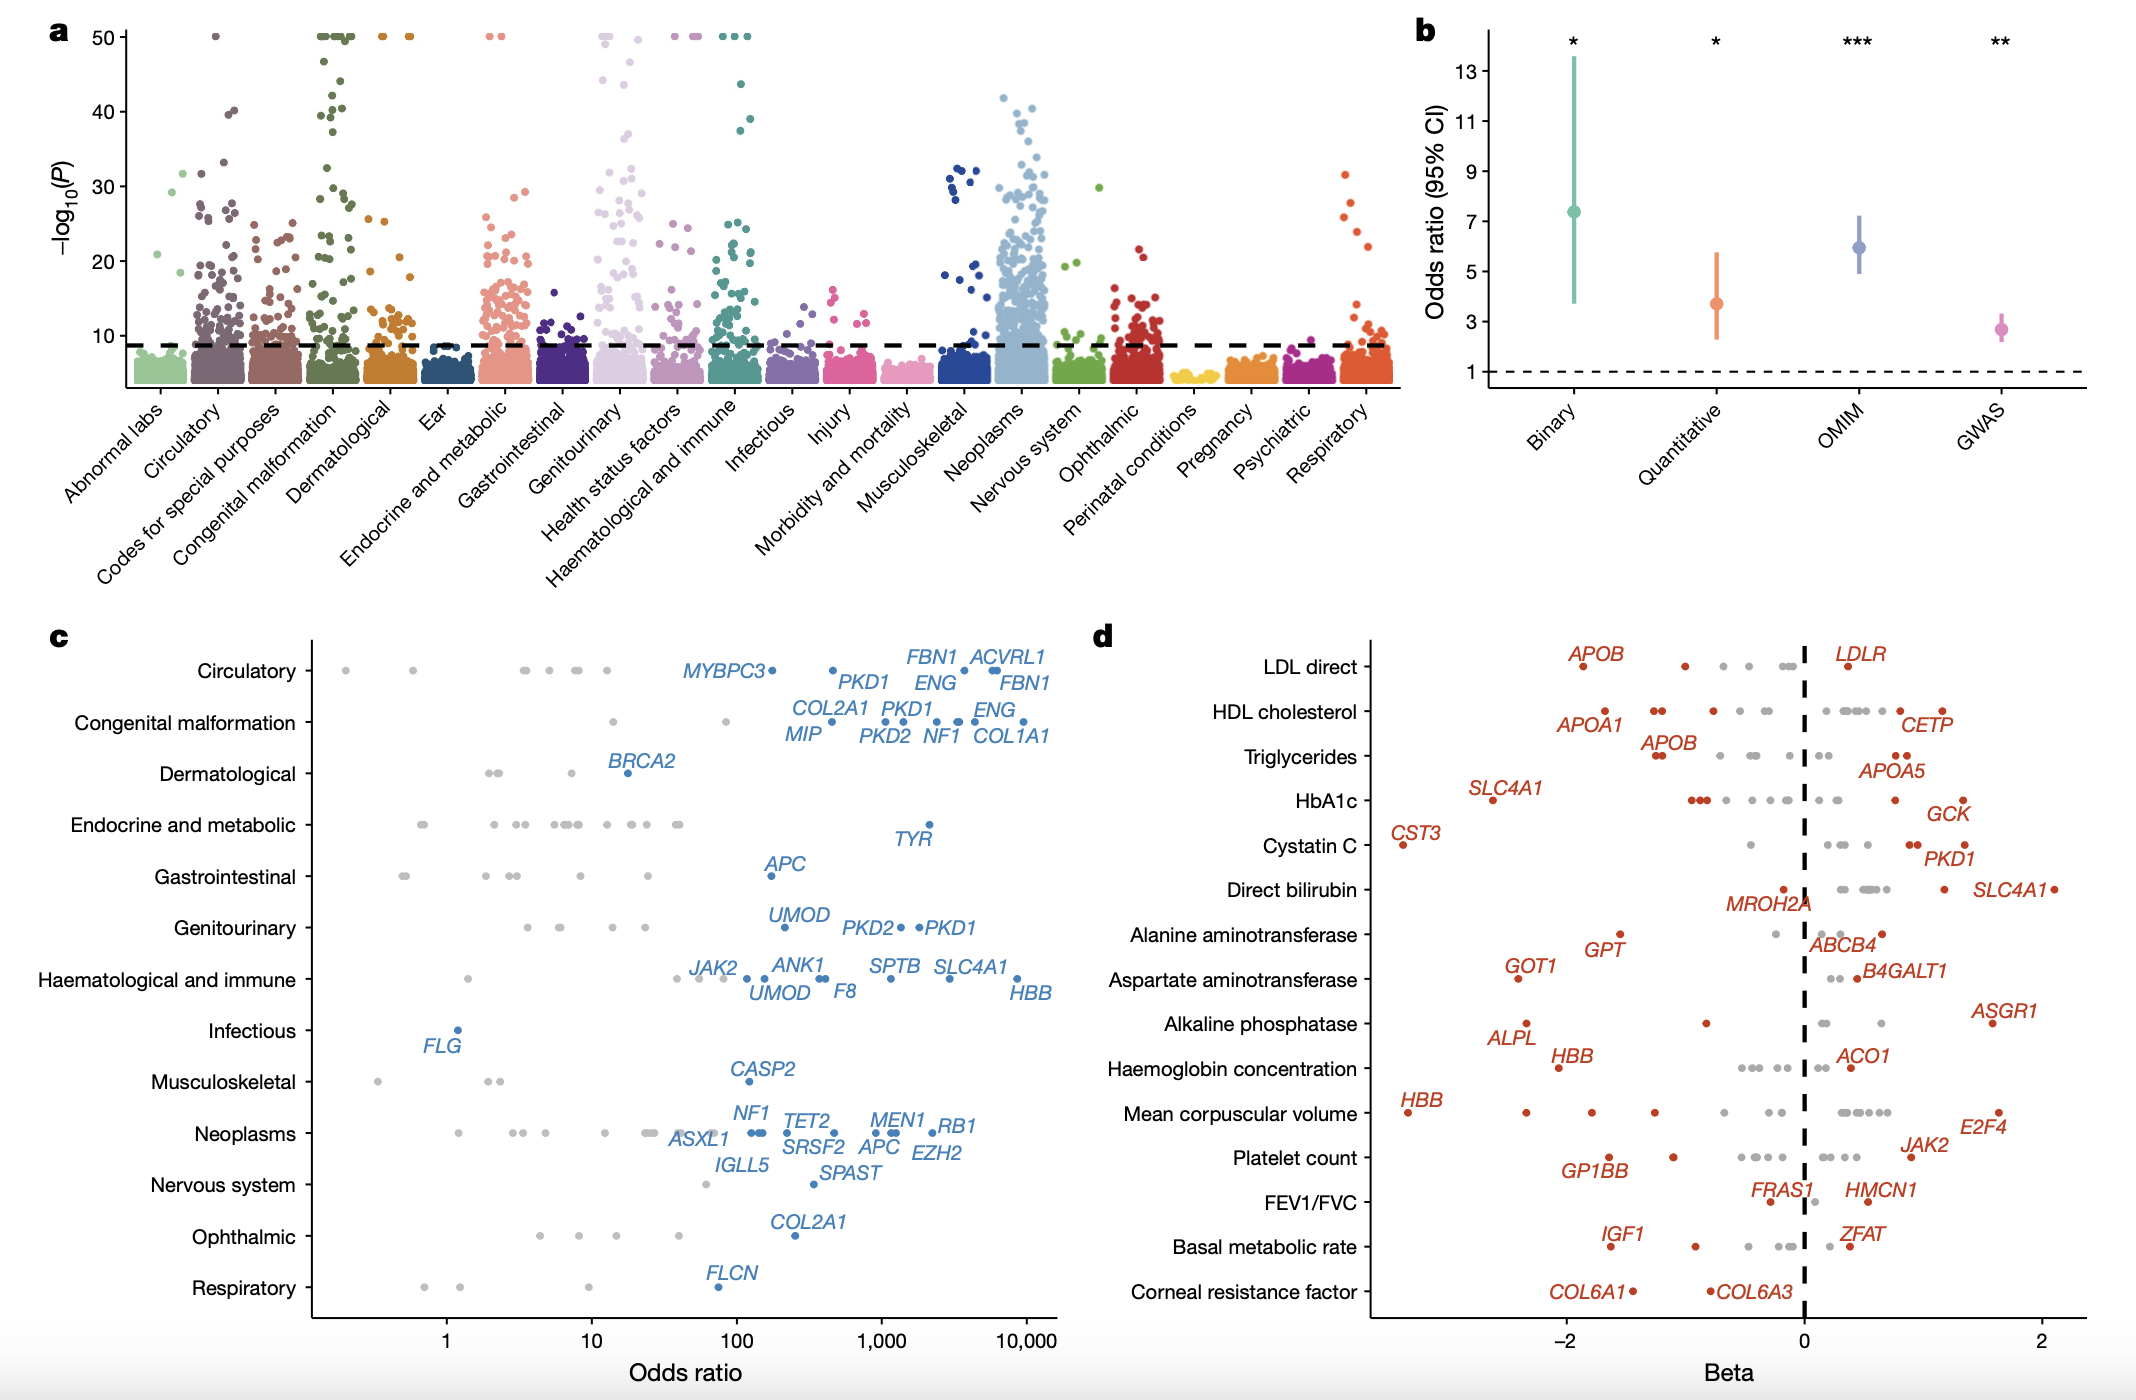 a
50
40
30
20
10
–log10(P)
Abnormal labs
Circulatory
Codes for special purposes
Congenital malformation
Dermatological
Ear
Endocrine and metabolic
Gastrointestinal
Genitourinary
Health status factors
Haematological and immune
Infectious
Injury
Morbidity and mortality
Musculoskeletal
Neoplasms
Nervous system
Ophthalmic
Perinatal conditions
Pregnancy
Psychiatric
Respiratory
b
* * *** **
13
11
9
7
5
3
1
Odds ratio (95% CI)
Binary
Quantitative
OMIM
GWAS
c
Circulatory
MYBPC3 PKD1 FBN1 ENG ACVRL1 FBN1
Congenital malformation
COL2A1 MIP PKD1 PKD2 NF1 ENG COL1A1
Dermatological
BRCA2
Endocrine and metabolic
TYR
Gastrointestinal
APC
Genitourinary
UMOD PKD2 PKD1
Haematological and immune
JAK2 UMOD ANK1 F8 SPTB SLC4A1 HBB
Infectious
FLG
Musculoskeletal
CASP2
Neoplasms
ASXL1 NF1 IGLL5 TET2 SRSF2 MEN1 APC EZH2 RB1
Nervous system
SPAST
Ophthalmic
COL2A1
Respiratory
FLCN
1 10 100 1,000 10,000
Odds ratio
d
LDL direct
APOB LDLR
HDL cholesterol
APOA1 CETP
Triglycerides
APOB APOA5
HbA1c
SLC4A1 GCK
Cystatin C
CST3 PKD1
Direct bilirubin
MROH2A SLC4A1
Alanine aminotransferase
GPT ABCB4
Aspartate aminotransferase
GOT1 B4GALT1
Alkaline phosphatase
ALPL ASGR1
Haemoglobin concentration
HBB ACO1
Mean corpuscular volume
HBB E2F4
Platelet count
GP1BB JAK2
FEV1/FVC
FRAS1 HMCN1
Basal metabolic rate
IGF1 ZFAT
Corneal resistance factor
COL6A1 COL6A3
–2 0 2
Beta